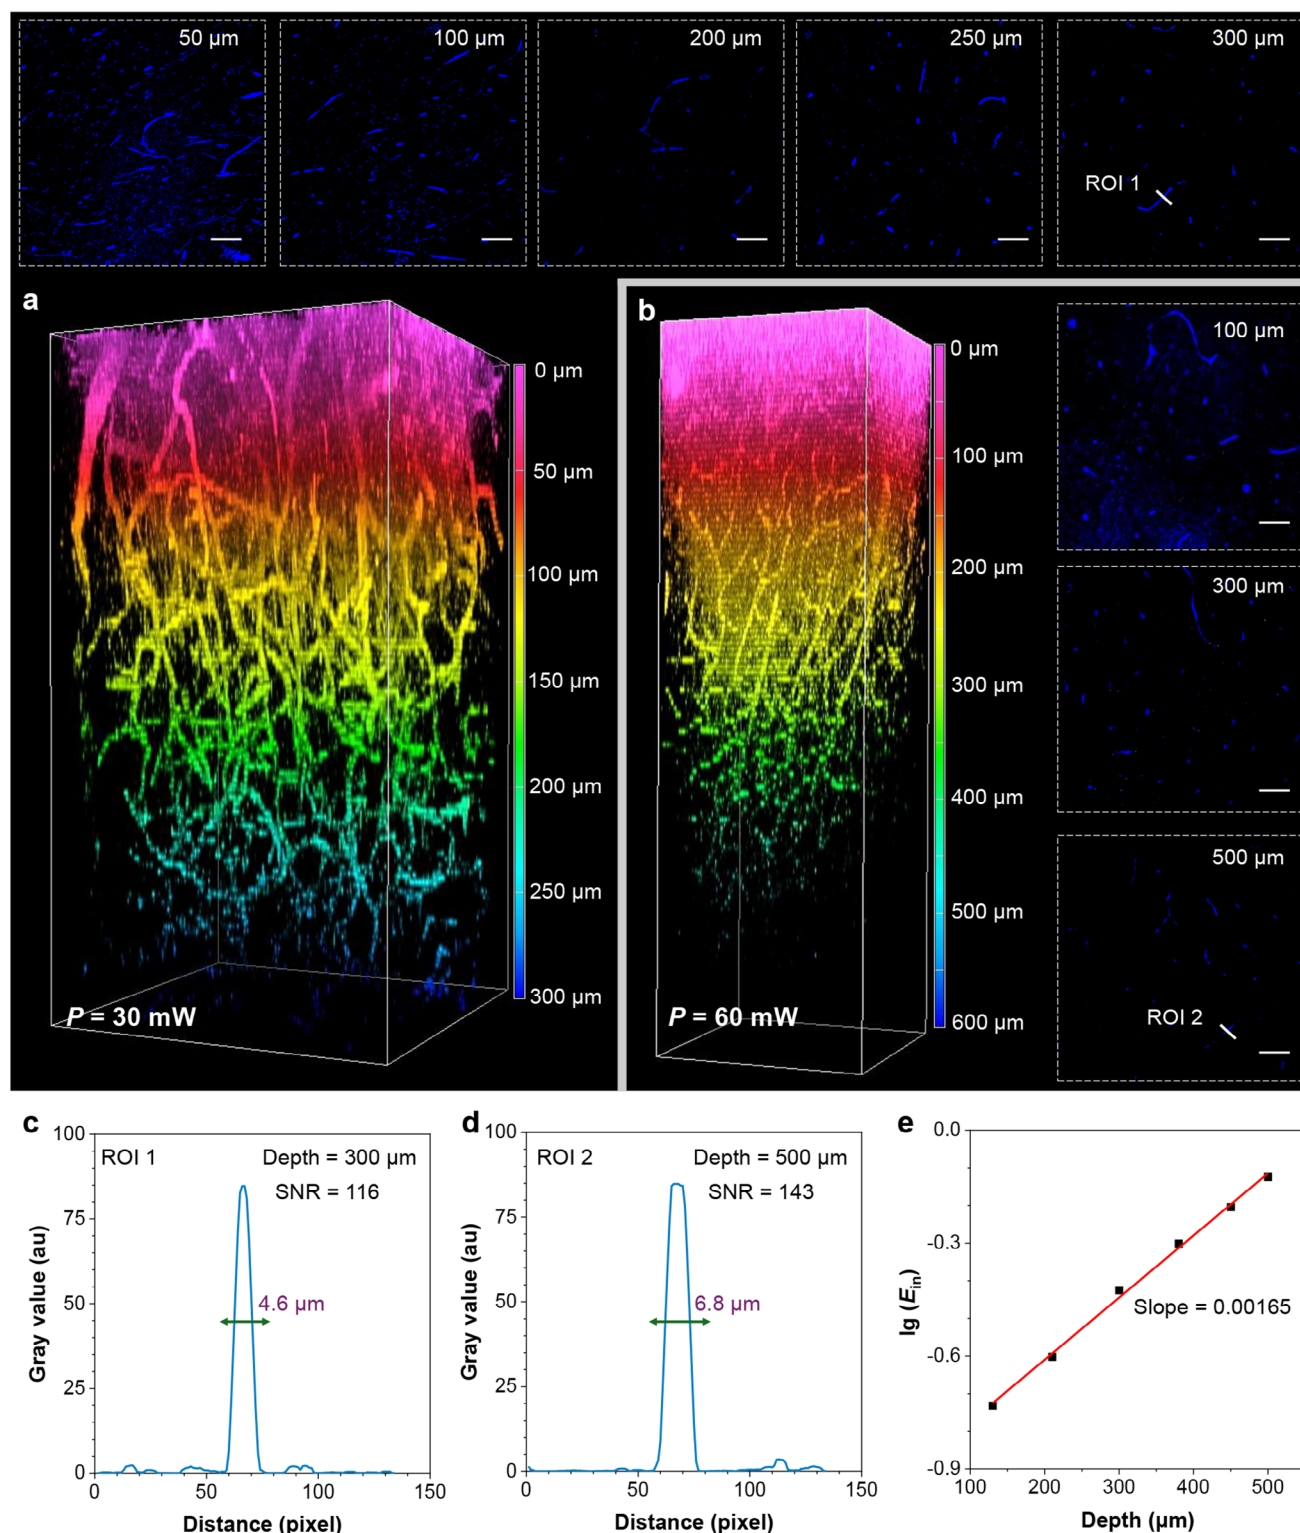 50 μm
100 μm
200 μm
250 μm
300 μm
ROI 1
a
0 μm
50 μm
100 μm
150 μm
200 μm
250 μm
300 μm
P = 30 mW
b
0 μm
100 μm
200 μm
300 μm
400 μm
500 μm
600 μm
P = 60 mW
100 μm
300 μm
500 μm
ROI 2
c
100
75
50
25
0
Gray value (au)
ROI 1
Depth = 300 μm
SNR = 116
4.6 μm
0
50
100
150
Distance (pixel)
d
100
75
50
25
0
Gray value (au)
ROI 2
Depth = 500 μm
SNR = 143
6.8 μm
0
50
100
150
Distance (pixel)
e
0.0
-0.3
-0.6
-0.9
lg (Ein)
Slope = 0.00165
100
200
300
400
500
Depth (μm)